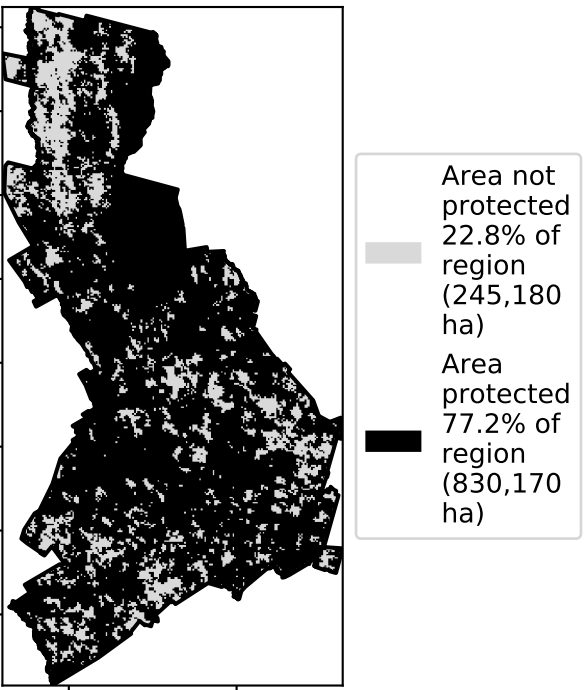 Area not
protected
22.8% of
region
(245,180
ha)
Area
protected
77.2% of
region
(830,170
ha)